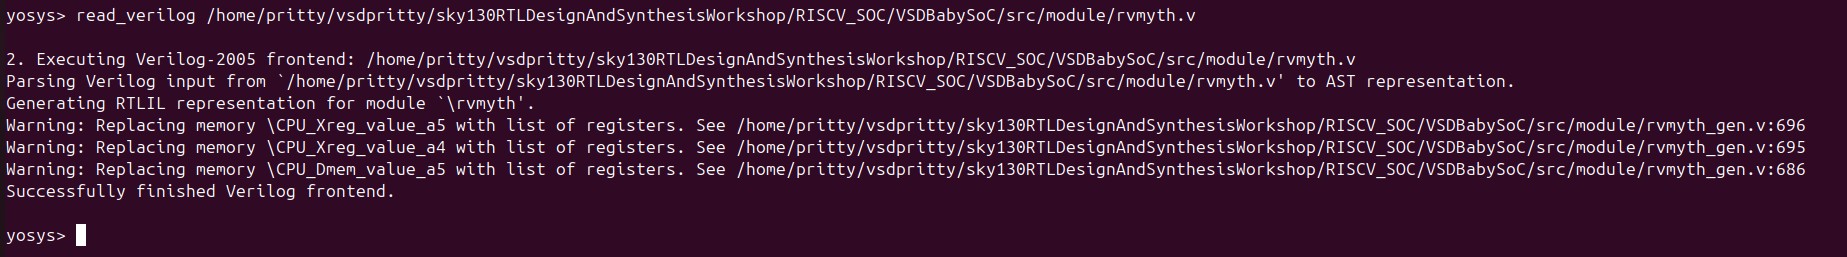 yosys> read_verilog /home/pritty/vsdpritty/sky130RTLDesignAndSynthesisWorkshop/RISCV_SOC/VSDBabySoC/src/module/rvmyth.v
2. Executing Verilog-2005 frontend: /home/pritty/vsdpritty/sky130RTLDesignAndSynthesisWorkshop/RISCV_SOC/VSDBabySoC/src/module/rvmyth.v
Parsing Verilog input from `/home/pritty/vsdpritty/sky130RTLDesignAndSynthesisWorkshop/RISCV_SOC/VSDBabySoC/src/module/rvmyth.v' to AST representation.
Generating RTLIL representation for module `\rvmyth'.
Warning: Replacing memory \CPU_Xreg_value_a5 with list of registers. See /home/pritty/vsdpritty/sky130RTLDesignAndSynthesisWorkshop/RISCV_SOC/VSDBabySoC/src/module/rvmyth_gen.v:696
Warning: Replacing memory \CPU_Xreg_value_a4 with list of registers. See /home/pritty/vsdpritty/sky130RTLDesignAndSynthesisWorkshop/RISCV_SOC/VSDBabySoC/src/module/rvmyth_gen.v:695
Warning: Replacing memory \CPU_Dmem_value_a5 with list of registers. See /home/pritty/vsdpritty/sky130RTLDesignAndSynthesisWorkshop/RISCV_SOC/VSDBabySoC/src/module/rvmyth_gen.v:686
Successfully finished Verilog frontend.
yosys>